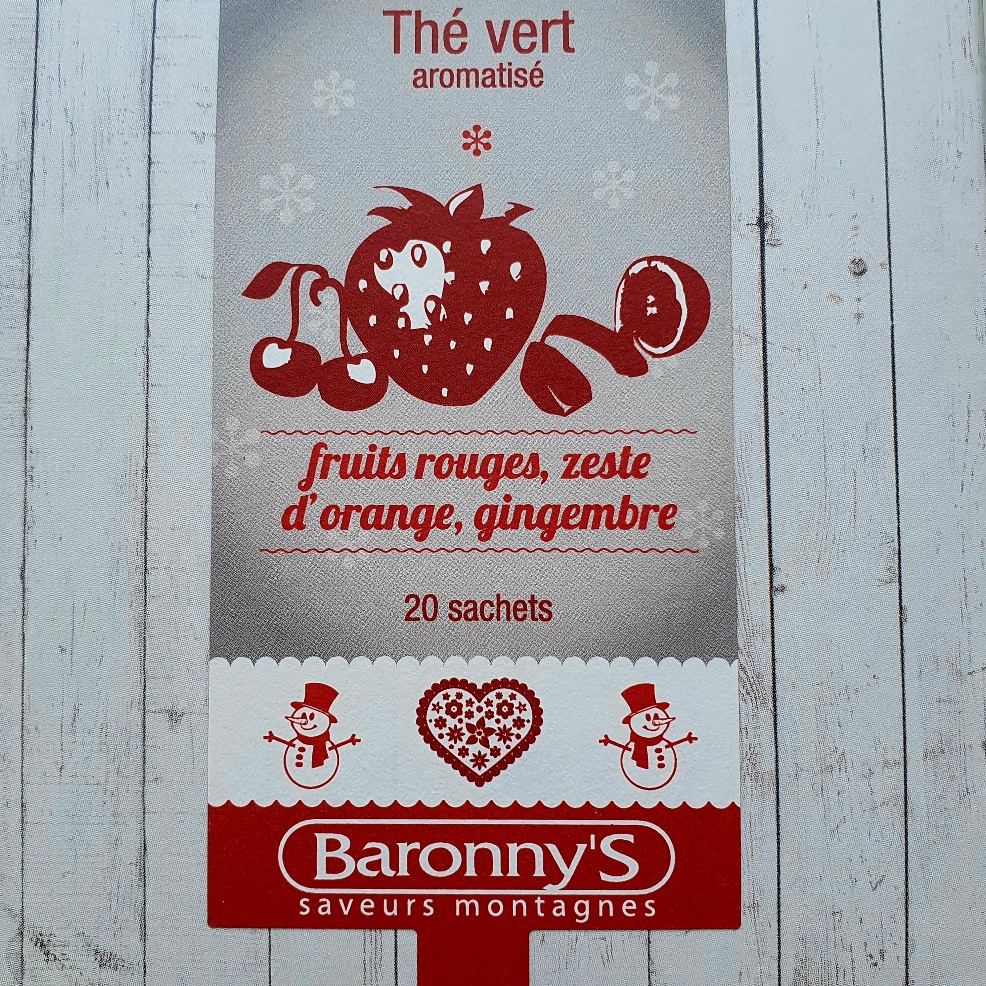 Thé vert
aromatisé
fruits rouges, zeste
d'orange, gingembre
20 sachets
Baronny'S
saveurs montagnes